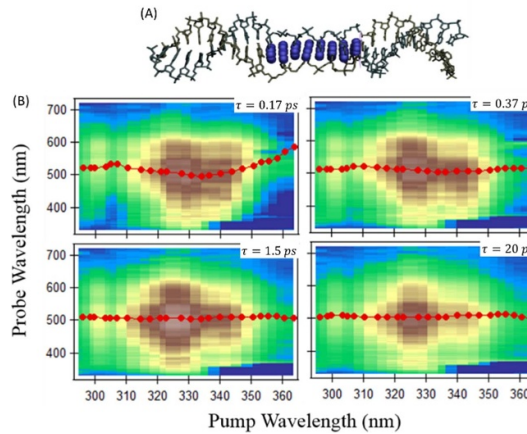 (A)
(B)
τ = 0.17 ps
τ = 0.37 p
τ = 1.5 ps
τ = 20 p
700
600
500
400
700
600
500
400
300 310 320 330 340 350 360
300 310 320 330 340 350 360
Probe Wavelength (nm)
Pump Wavelength (nm)